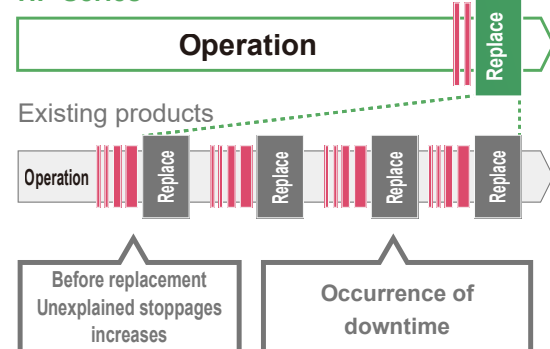 Operation
Replace
Existing products
Operation
Replace
Replace
Replace
Replace
Before replacement
Unexplained stoppages
increases
Occurrence of
downtime